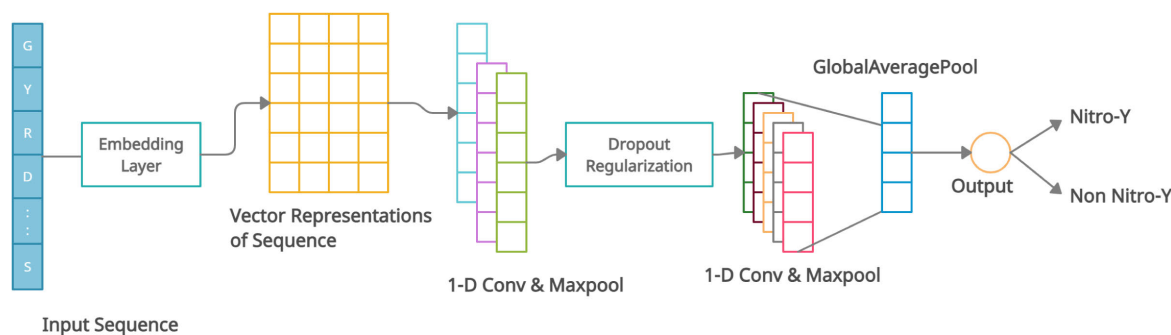 G
Y
R
D
:
:
S
Input Sequence
Embedding
Layer
Vector Representations
of Sequence
1-D Conv & Maxpool
Dropout
Regularization
1-D Conv & Maxpool
GlobalAveragePool
Output
Nitro-Y
Non Nitro-Y